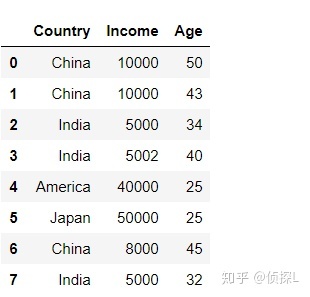 Country Income Age
0 China 10000 50
1 China 10000 43
2 India 5000 34
3 India 5002 40
4 America 40000 25
5 Japan 50000 25
6 China 8000 45
7 India 5000 32
知乎 @侦探L